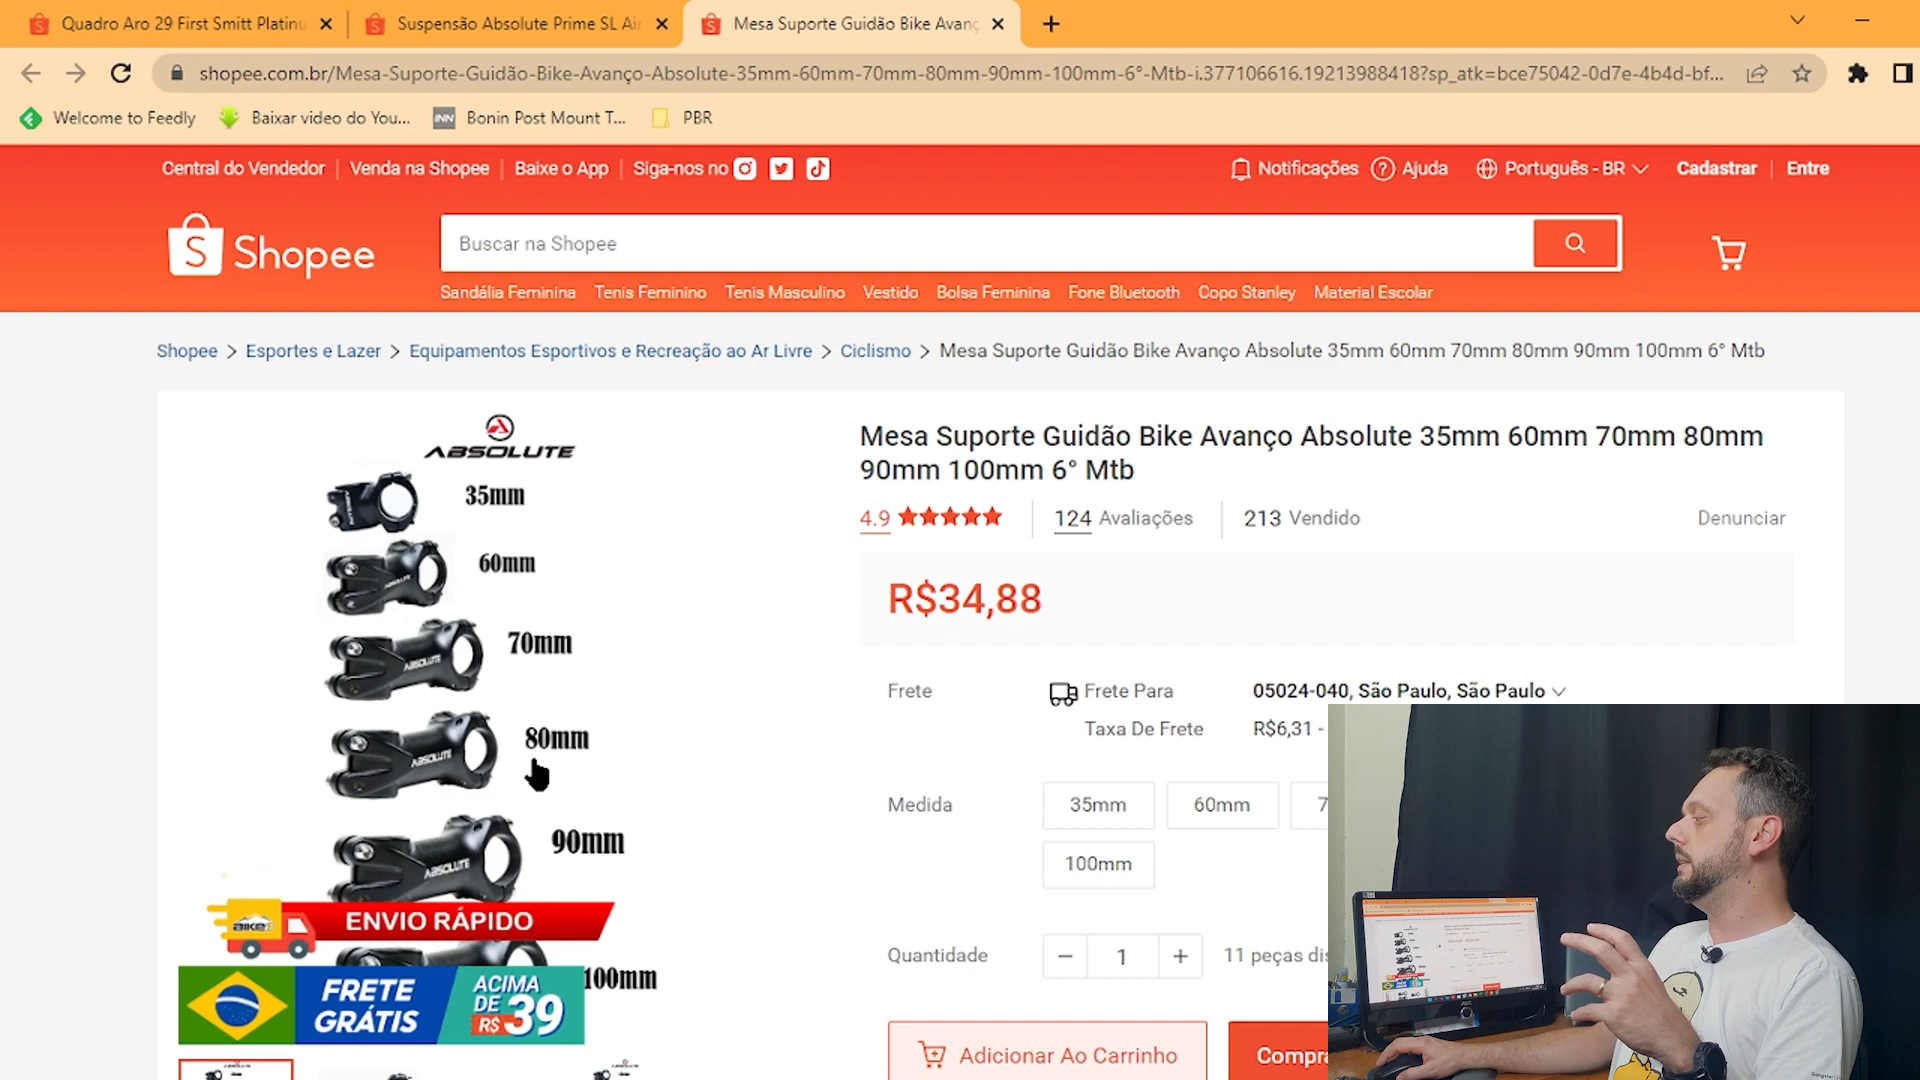 Quadro Aro 29 First Smitt Platinu
Suspensão Absolute Prime SL Air
Mesa Suporte Guidão Bike Avanç
shopee.com.br/Mesa-Suporte-Guidão-Bike-Avanço-Absolute-35mm-60mm-70mm-80mm-90mm-100mm-6°-Mtb-i.377106616.19213988418?sp_atk=bce75042-0d7e-4b4d-bf...
Welcome to Feedly
Baixar video do You...
INN
Bonin Post Mount T...
PBR
Central do Vendedor
Venda na Shopee
Baixe o App
Siga-nos no
Notificações
Ajuda
Português - BR
Cadastrar
Entre
Shopee
Buscar na Shopee
Sandália Feminina
Tenis Feminino
Tenis Masculino
Vestido
Bolsa Feminina
Fone Bluetooth
Copo Stanley
Material Escolar
Shopee > Esportes e Lazer > Equipamentos Esportivos e Recreação ao Ar Livre > Ciclismo > Mesa Suporte Guidão Bike Avanço Absolute 35mm 60mm 70mm 80mm 90mm 100mm 6° Mtb
ABSOLUTE
35mm
60mm
ABSOLUTE
70mm
ABSOLUTE
80mm
ABSOLUTE
90mm
ABSOLUTE
BIKE
ENVIO RÁPIDO
100mm
FRETE
GRÁTIS
ACIMA
DE
R$ 39
Mesa Suporte Guidão Bike Avanço Absolute 35mm 60mm 70mm 80mm
90mm 100mm 6° Mtb
4.9
124 Avaliações
213 Vendido
Denunciar
R$34,88
Frete
Frete Para
05024-040, São Paulo, São Paulo
Taxa De Frete
R$6,31 -
Medida
35mm
60mm
7
100mm
Quantidade
1
11 peças dis
Adicionar Ao Carrinho
Compra